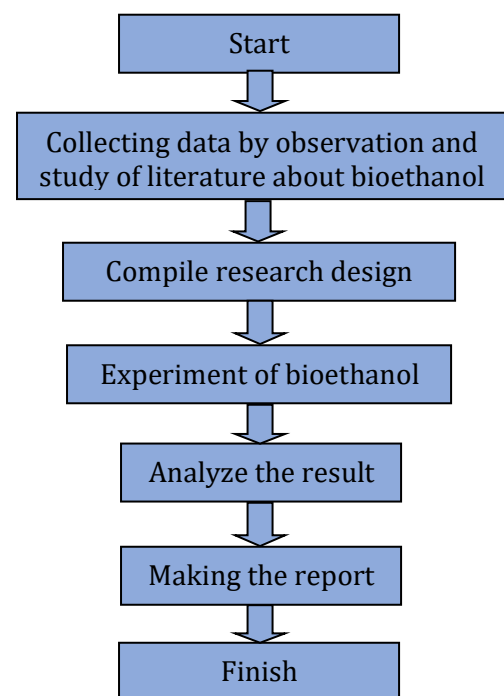 Start
Collecting data by observation and
study of literature about bioethanol
Compile research design
Experiment of bioethanol
Analyze the result
Making the report
Finish